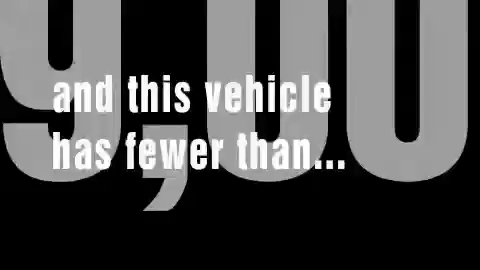 9,00
and this vehicle
has fewer than...